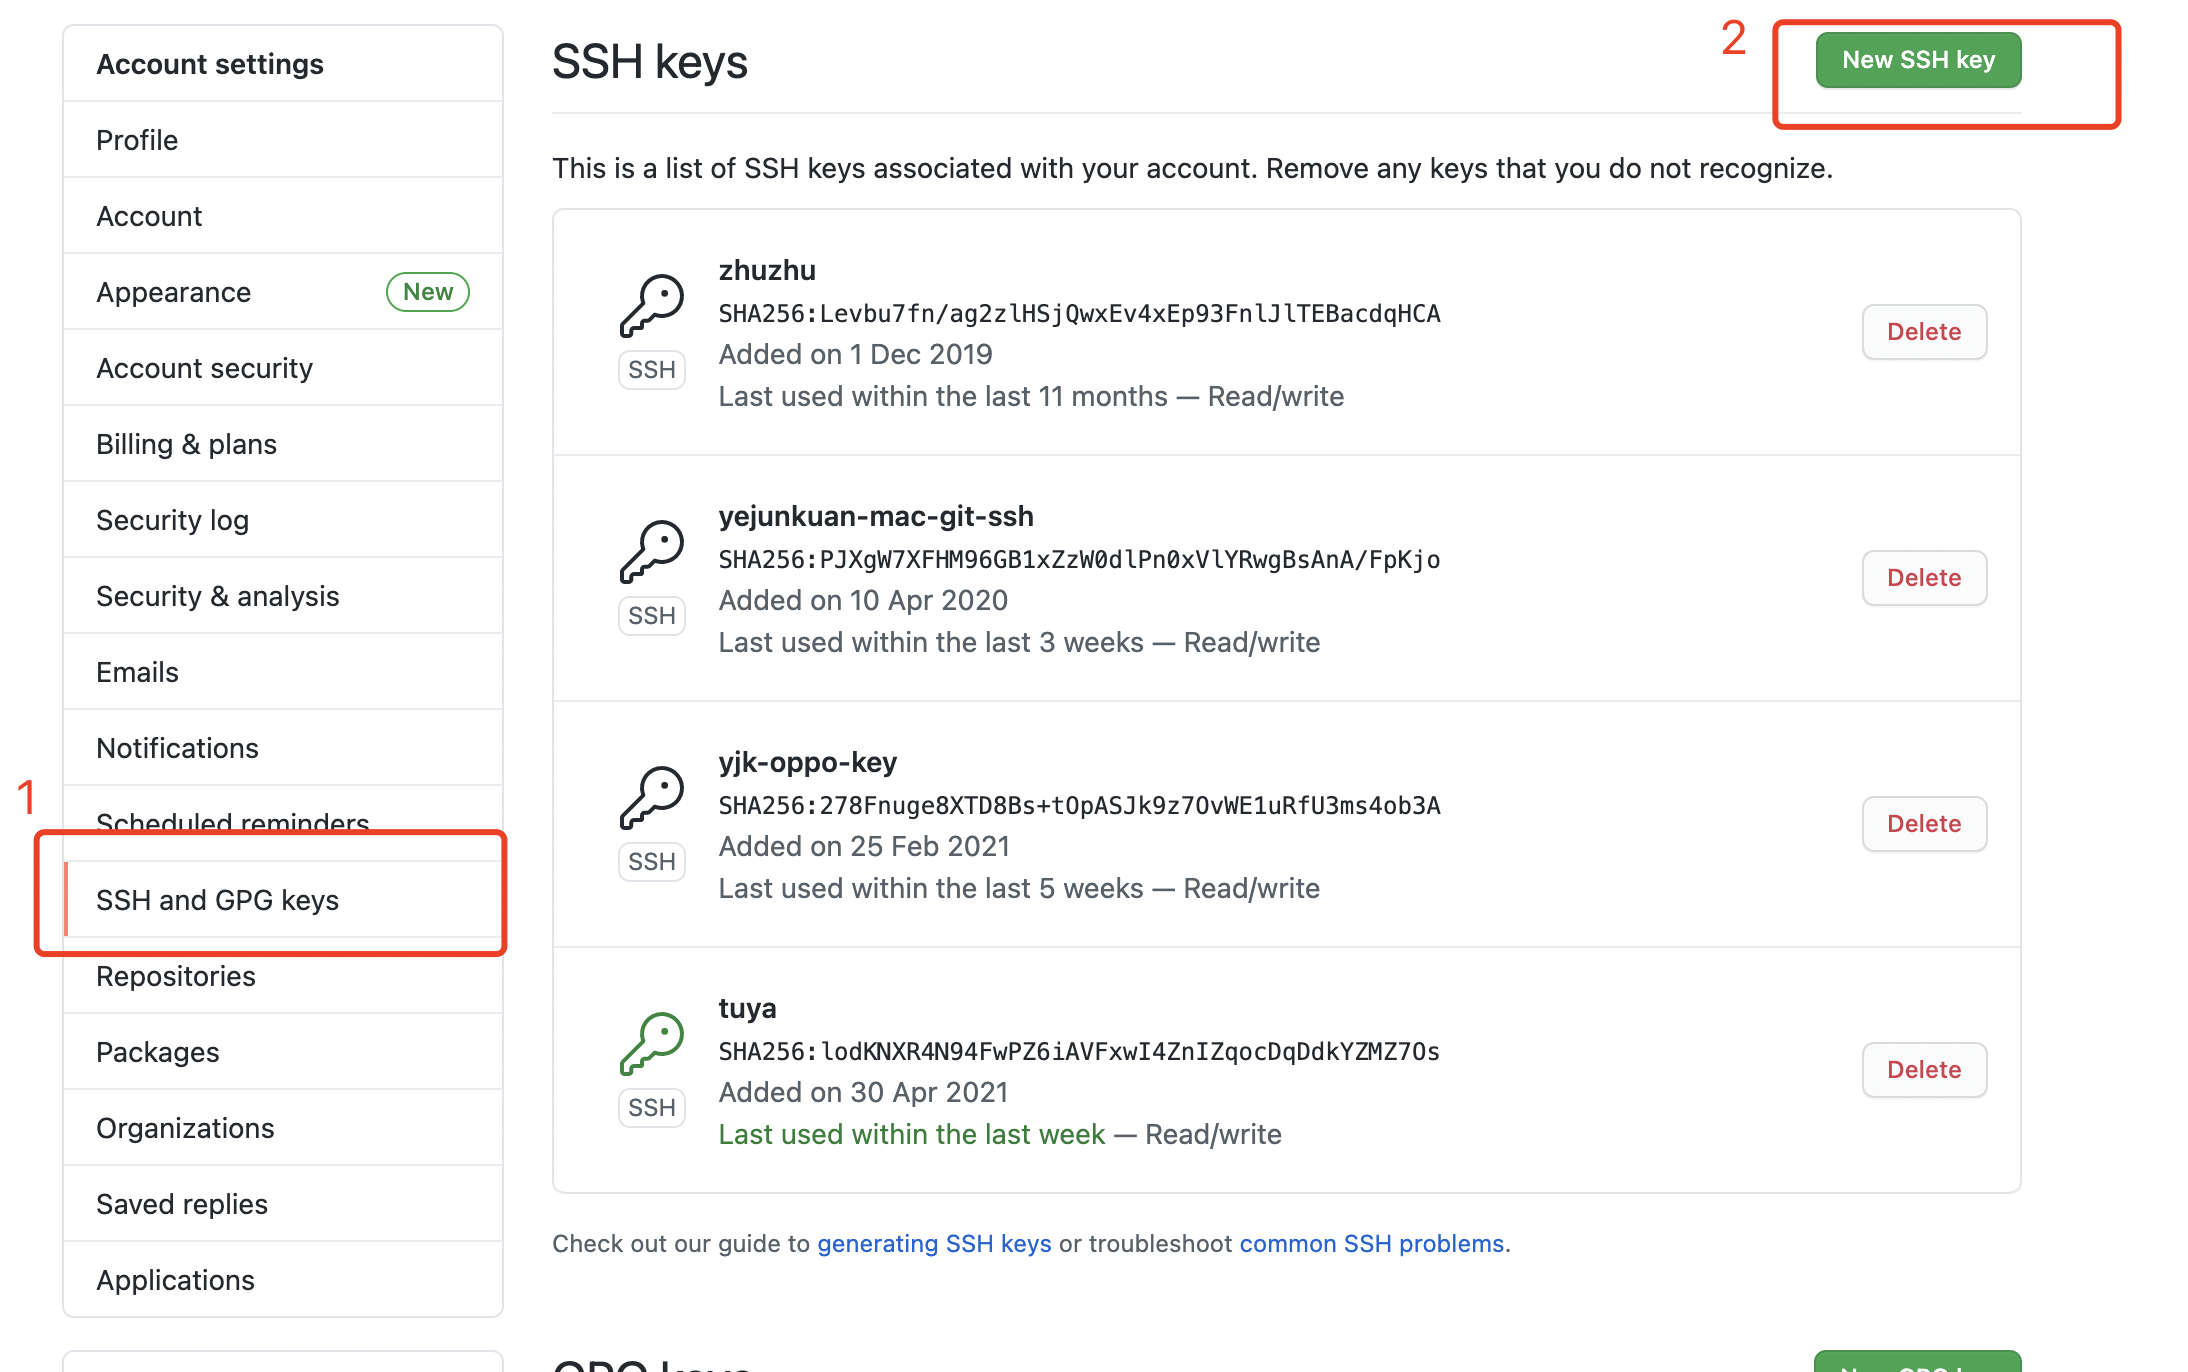 Account settings
Profile
Account
Appearance New
Account security
Billing & plans
Security log
Security & analysis
Emails
Notifications
1
Scheduled reminders
SSH and GPG keys
Repositories
Packages
Organizations
Saved replies
Applications
SSH keys
2
New SSH key
This is a list of SSH keys associated with your account. Remove any keys that you do not recognize.
zhuzhu
SHA256:Levbu7fn/ag2zlHSjQwxEv4xEp93FnlJlTEBacdqHCA
Added on 1 Dec 2019
Last used within the last 11 months — Read/write
SSH
Delete
yejunkuan-mac-git-ssh
SHA256:PJXgW7XFHM96GB1xZzW0dlPn0xVlYRwgBsAnA/FpKjo
Added on 10 Apr 2020
Last used within the last 3 weeks — Read/write
SSH
Delete
yjk-oppo-key
SHA256:278Fnuge8XTD8Bs+tOpASJk9z7OvWE1uRfU3ms4ob3A
Added on 25 Feb 2021
Last used within the last 5 weeks — Read/write
SSH
Delete
tuya
SHA256:lodKNXR4N94FwPZ6iAVFxwI4ZnIZqocDqDdkYZMZ7Os
Added on 30 Apr 2021
Last used within the last week — Read/write
SSH
Delete
Check out our guide to generating SSH keys or troubleshoot common SSH problems.
GPG keys